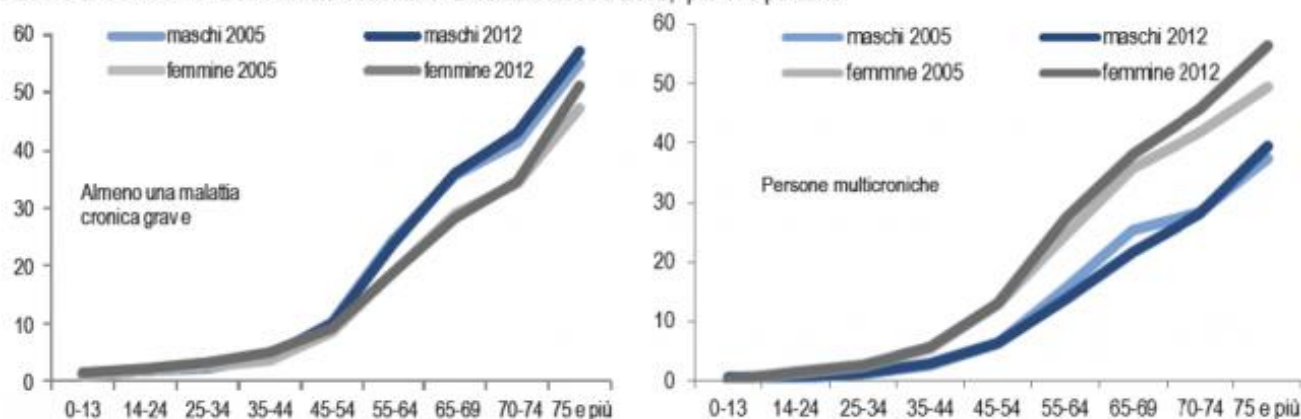 60
maschi 2005
maschi 2012
50
femmine 2005
femmine 2012
40
30
Almeno una malattia
cronica grave
20
10
0
0-13 14-24 25-34 35-44 45-54 55-64 65-69 70-74 75 e più
60
maschi 2005
maschi 2012
50
femmne 2005
femmine 2012
40
30
Persone multicroniche
20
10
0
0-13 14-24 25-34 35-44 45-54 55-64 65-69 70-74 75 e più